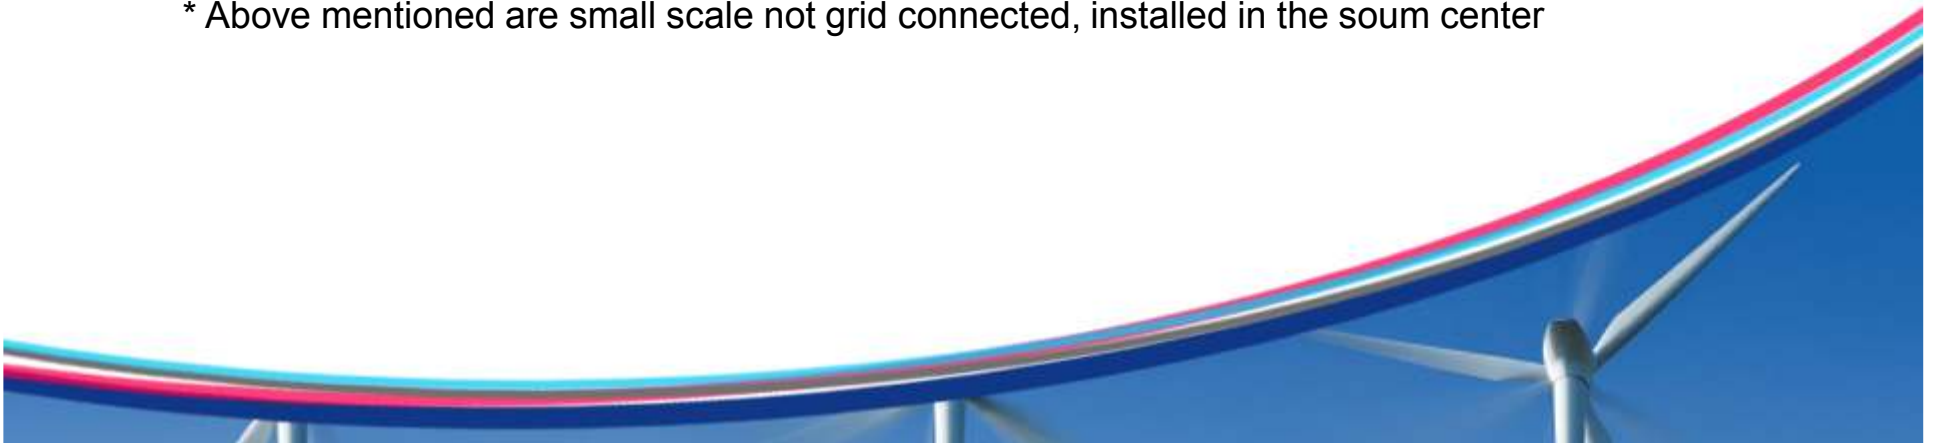 * Above mentioned are small scale not grid connected, installed in the soum center